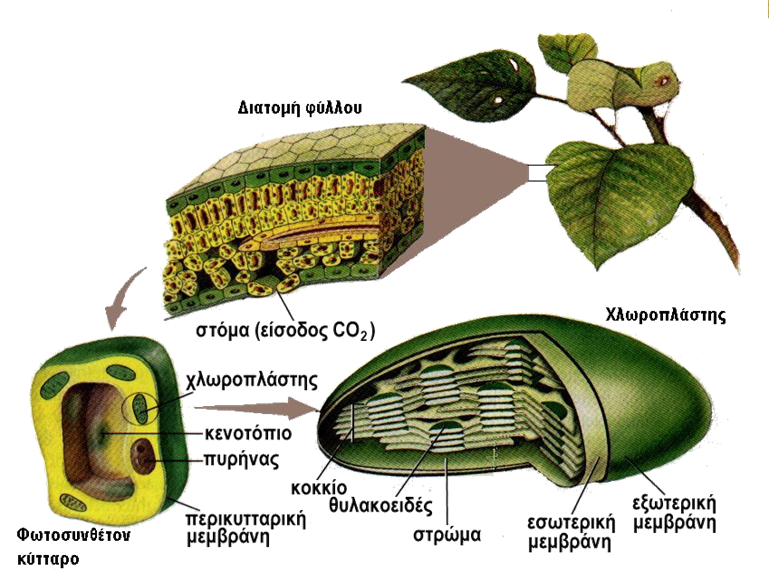 Διατομή φύλλου
στόμα (είσοδος CO₂)
Χλωροπλάστης
χλωροπλάστης
κενοτόπιο
πυρήνας
περικυτταρική
μεμβράνη
Φωτοσυνθέτον
κύτταρο
κοκκίο
θυλακοειδές
στρώμα
εσωτερική
μεμβράνη
εξωτερική
μεμβράνη